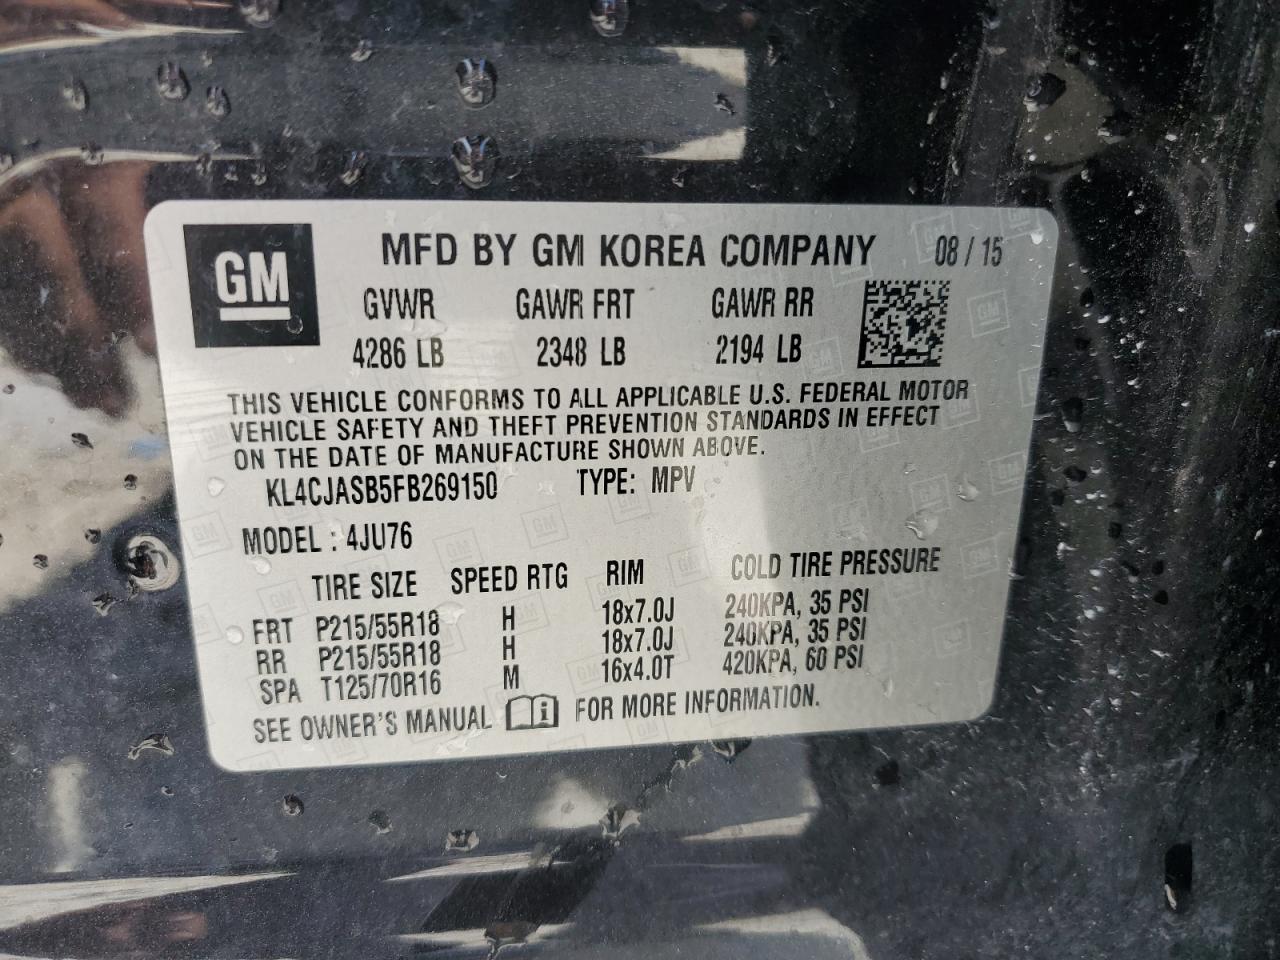 GM MFD BY GM KOREA COMPANY 08 / 15
GVWR GAWR FRT GAWR RR
4286 LB 2348 LB 2194 LB
THIS VEHICLE CONFORMS TO ALL APPLICABLE U.S. FEDERAL MOTOR
VEHICLE SAFETY AND THEFT PREVENTION STANDARDS IN EFFECT
ON THE DATE OF MANUFACTURE SHOWN ABOVE.
KL4CJASB5FB269150 TYPE: MPV
MODEL : 4JU76
TIRE SIZE SPEED RTG RIM COLD TIRE PRESSURE
FRT P215/55R18 H 18x7.0J 240KPA, 35 PSI
RR P215/55R18 H 18x7.0J 240KPA, 35 PSI
SPA T125/70R16 M 16x4.0T 420KPA, 60 PSI
SEE OWNER'S MANUAL i FOR MORE INFORMATION.